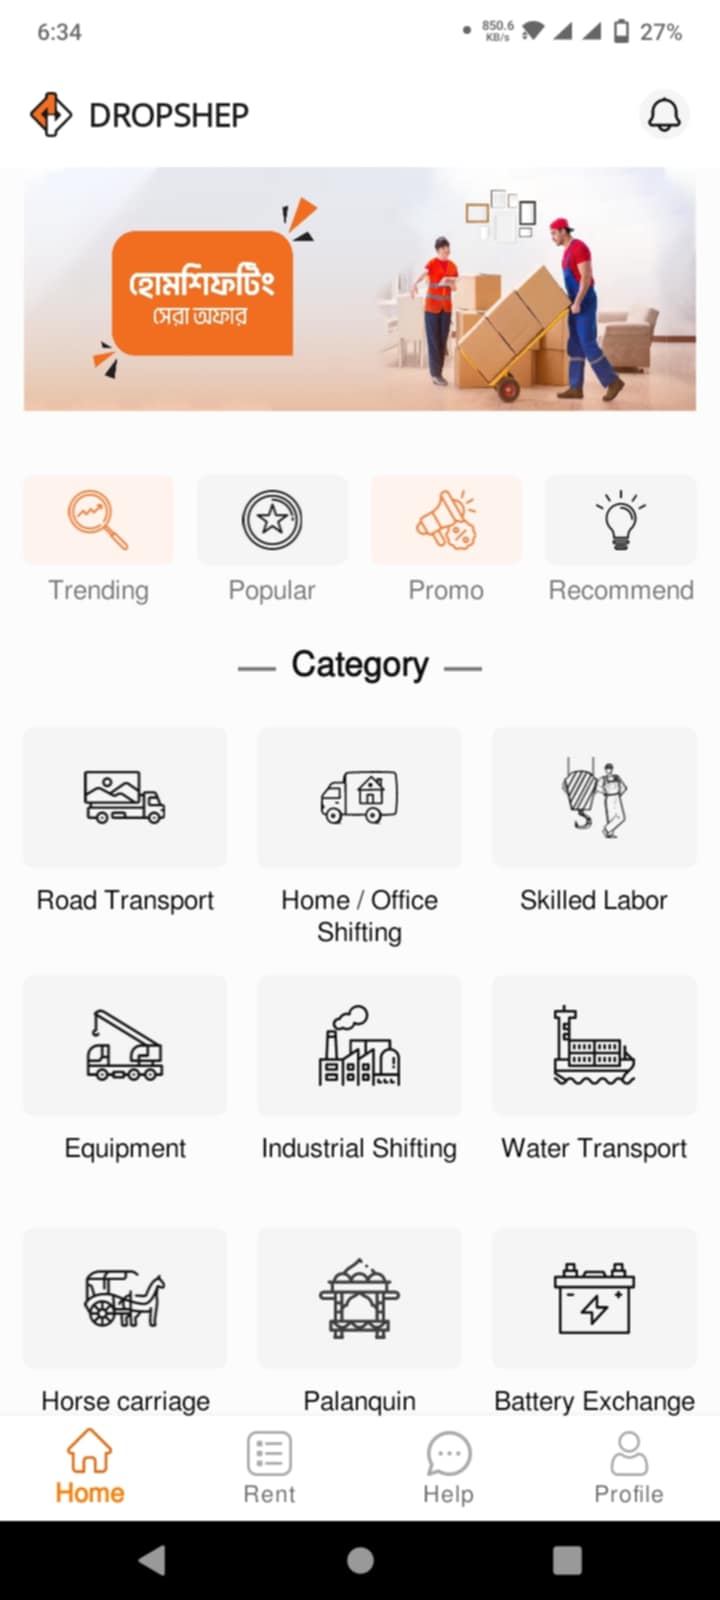 6:34
850.6
KB/s
27%
DROPSHEP
হোমশিফটিং
সেরা অফার
Trending
Popular
Promo
Recommend
Category
Road Transport
Home / Office
Shifting
Skilled Labor
Equipment
Industrial Shifting
Water Transport
Horse carriage
Palanquin
Battery Exchange
Home
Rent
Help
Profile